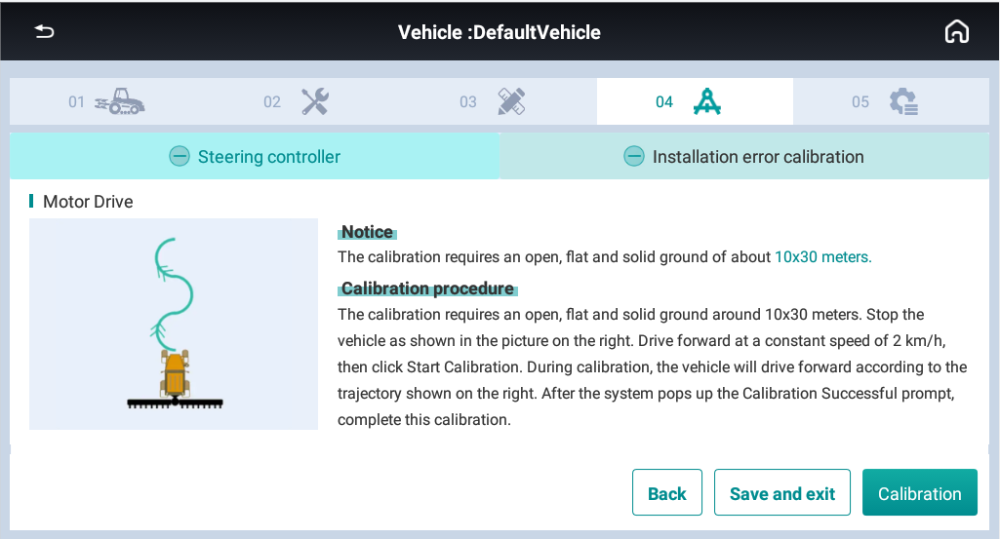 Vehicle :DefaultVehicle
01
02
03
04
05
Steering controller
Installation error calibration
Motor Drive
Notice
The calibration requires an open, flat and solid ground of about 10x30 meters.
Calibration procedure
The calibration requires an open, flat and solid ground around 10x30 meters. Stop the
vehicle as shown in the picture on the right. Drive forward at a constant speed of 2 km/h,
then click Start Calibration. During calibration, the vehicle will drive forward according to the
trajectory shown on the right. After the system pops up the Calibration Successful prompt,
complete this calibration.
Back
Save and exit
Calibration